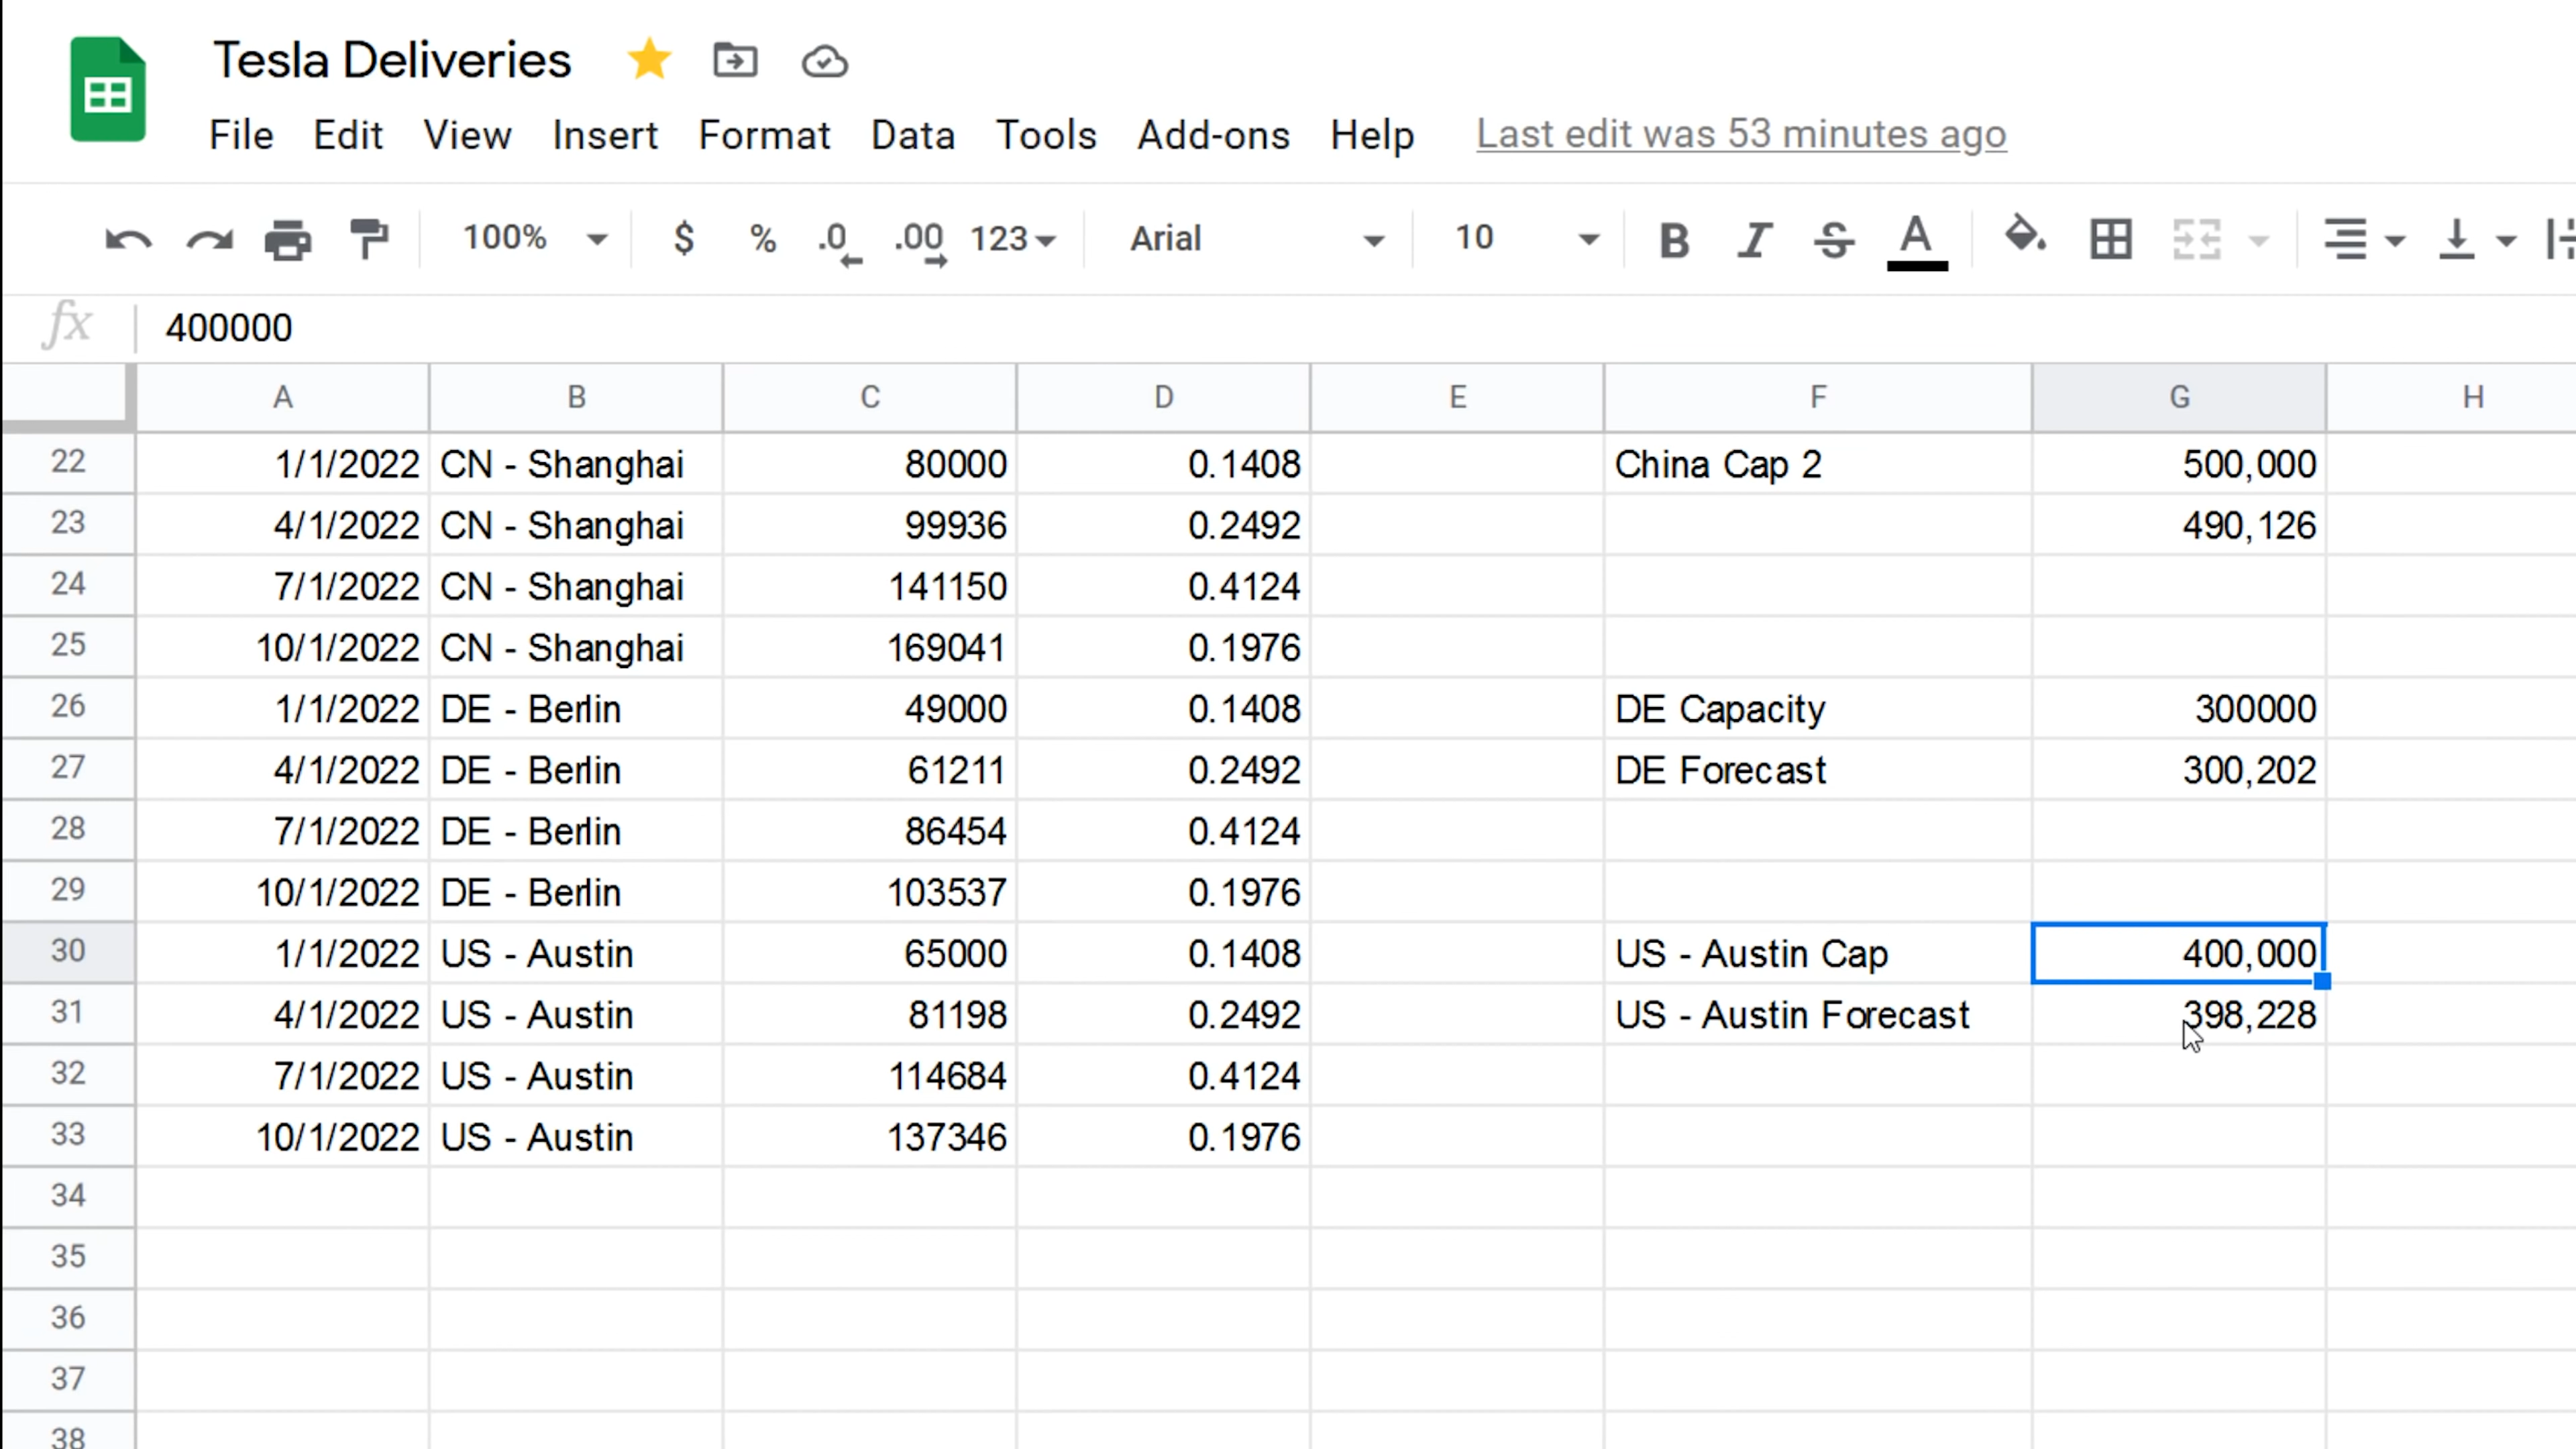 Tesla Deliveries
File Edit View Insert Format Data Tools Add-ons Help Last edit was 53 minutes ago
100% $ % .0 .00 123 Arial 10 B I S A
fx 400000
A B C D E F G H
22 1/1/2022 CN - Shanghai 80000 0.1408 China Cap 2 500,000
23 4/1/2022 CN - Shanghai 99936 0.2492 490,126
24 7/1/2022 CN - Shanghai 141150 0.4124
25 10/1/2022 CN - Shanghai 169041 0.1976
26 1/1/2022 DE - Berlin 49000 0.1408 DE Capacity 300000
27 4/1/2022 DE - Berlin 61211 0.2492 DE Forecast 300,202
28 7/1/2022 DE - Berlin 86454 0.4124
29 10/1/2022 DE - Berlin 103537 0.1976
30 1/1/2022 US - Austin 65000 0.1408 US - Austin Cap 400,000
31 4/1/2022 US - Austin 81198 0.2492 US - Austin Forecast 398,228
32 7/1/2022 US - Austin 114684 0.4124
33 10/1/2022 US - Austin 137346 0.1976
34
35
36
37
38